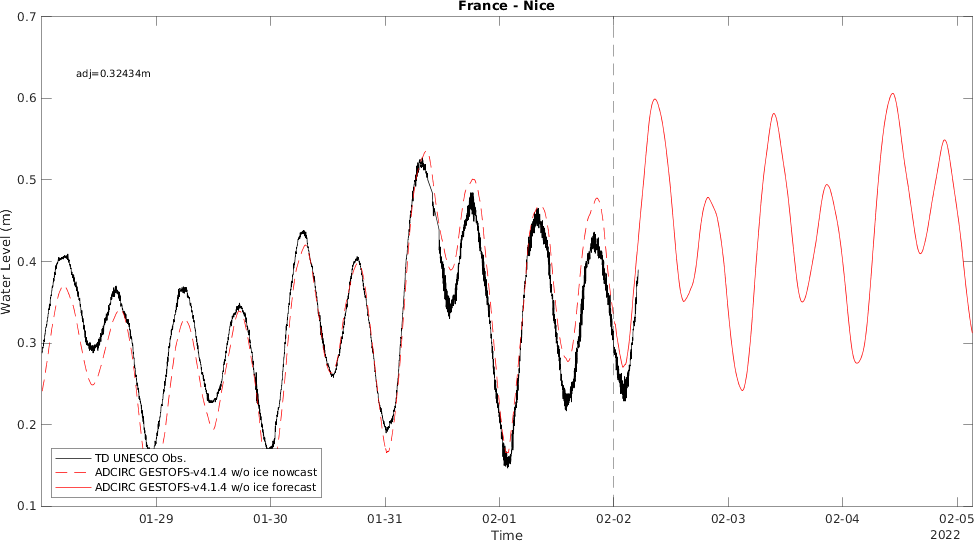 France - Nice
adj=0.32434m
0.7
0.6
0.5
0.4
0.3
0.2
0.1
Water Level (m)
TD UNESCO Obs.
ADCIRC GESTOFS-v4.1.4 w/o ice nowcast
ADCIRC GESTOFS-v4.1.4 w/o ice forecast
01-29
01-30
01-31
02-01
02-02
02-03
02-04
02-05
Time
2022